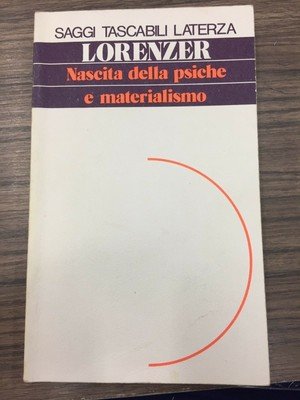 SAGGI TASCABILI LATERZA
LORENZER
Nascita della psiche
e materialismo